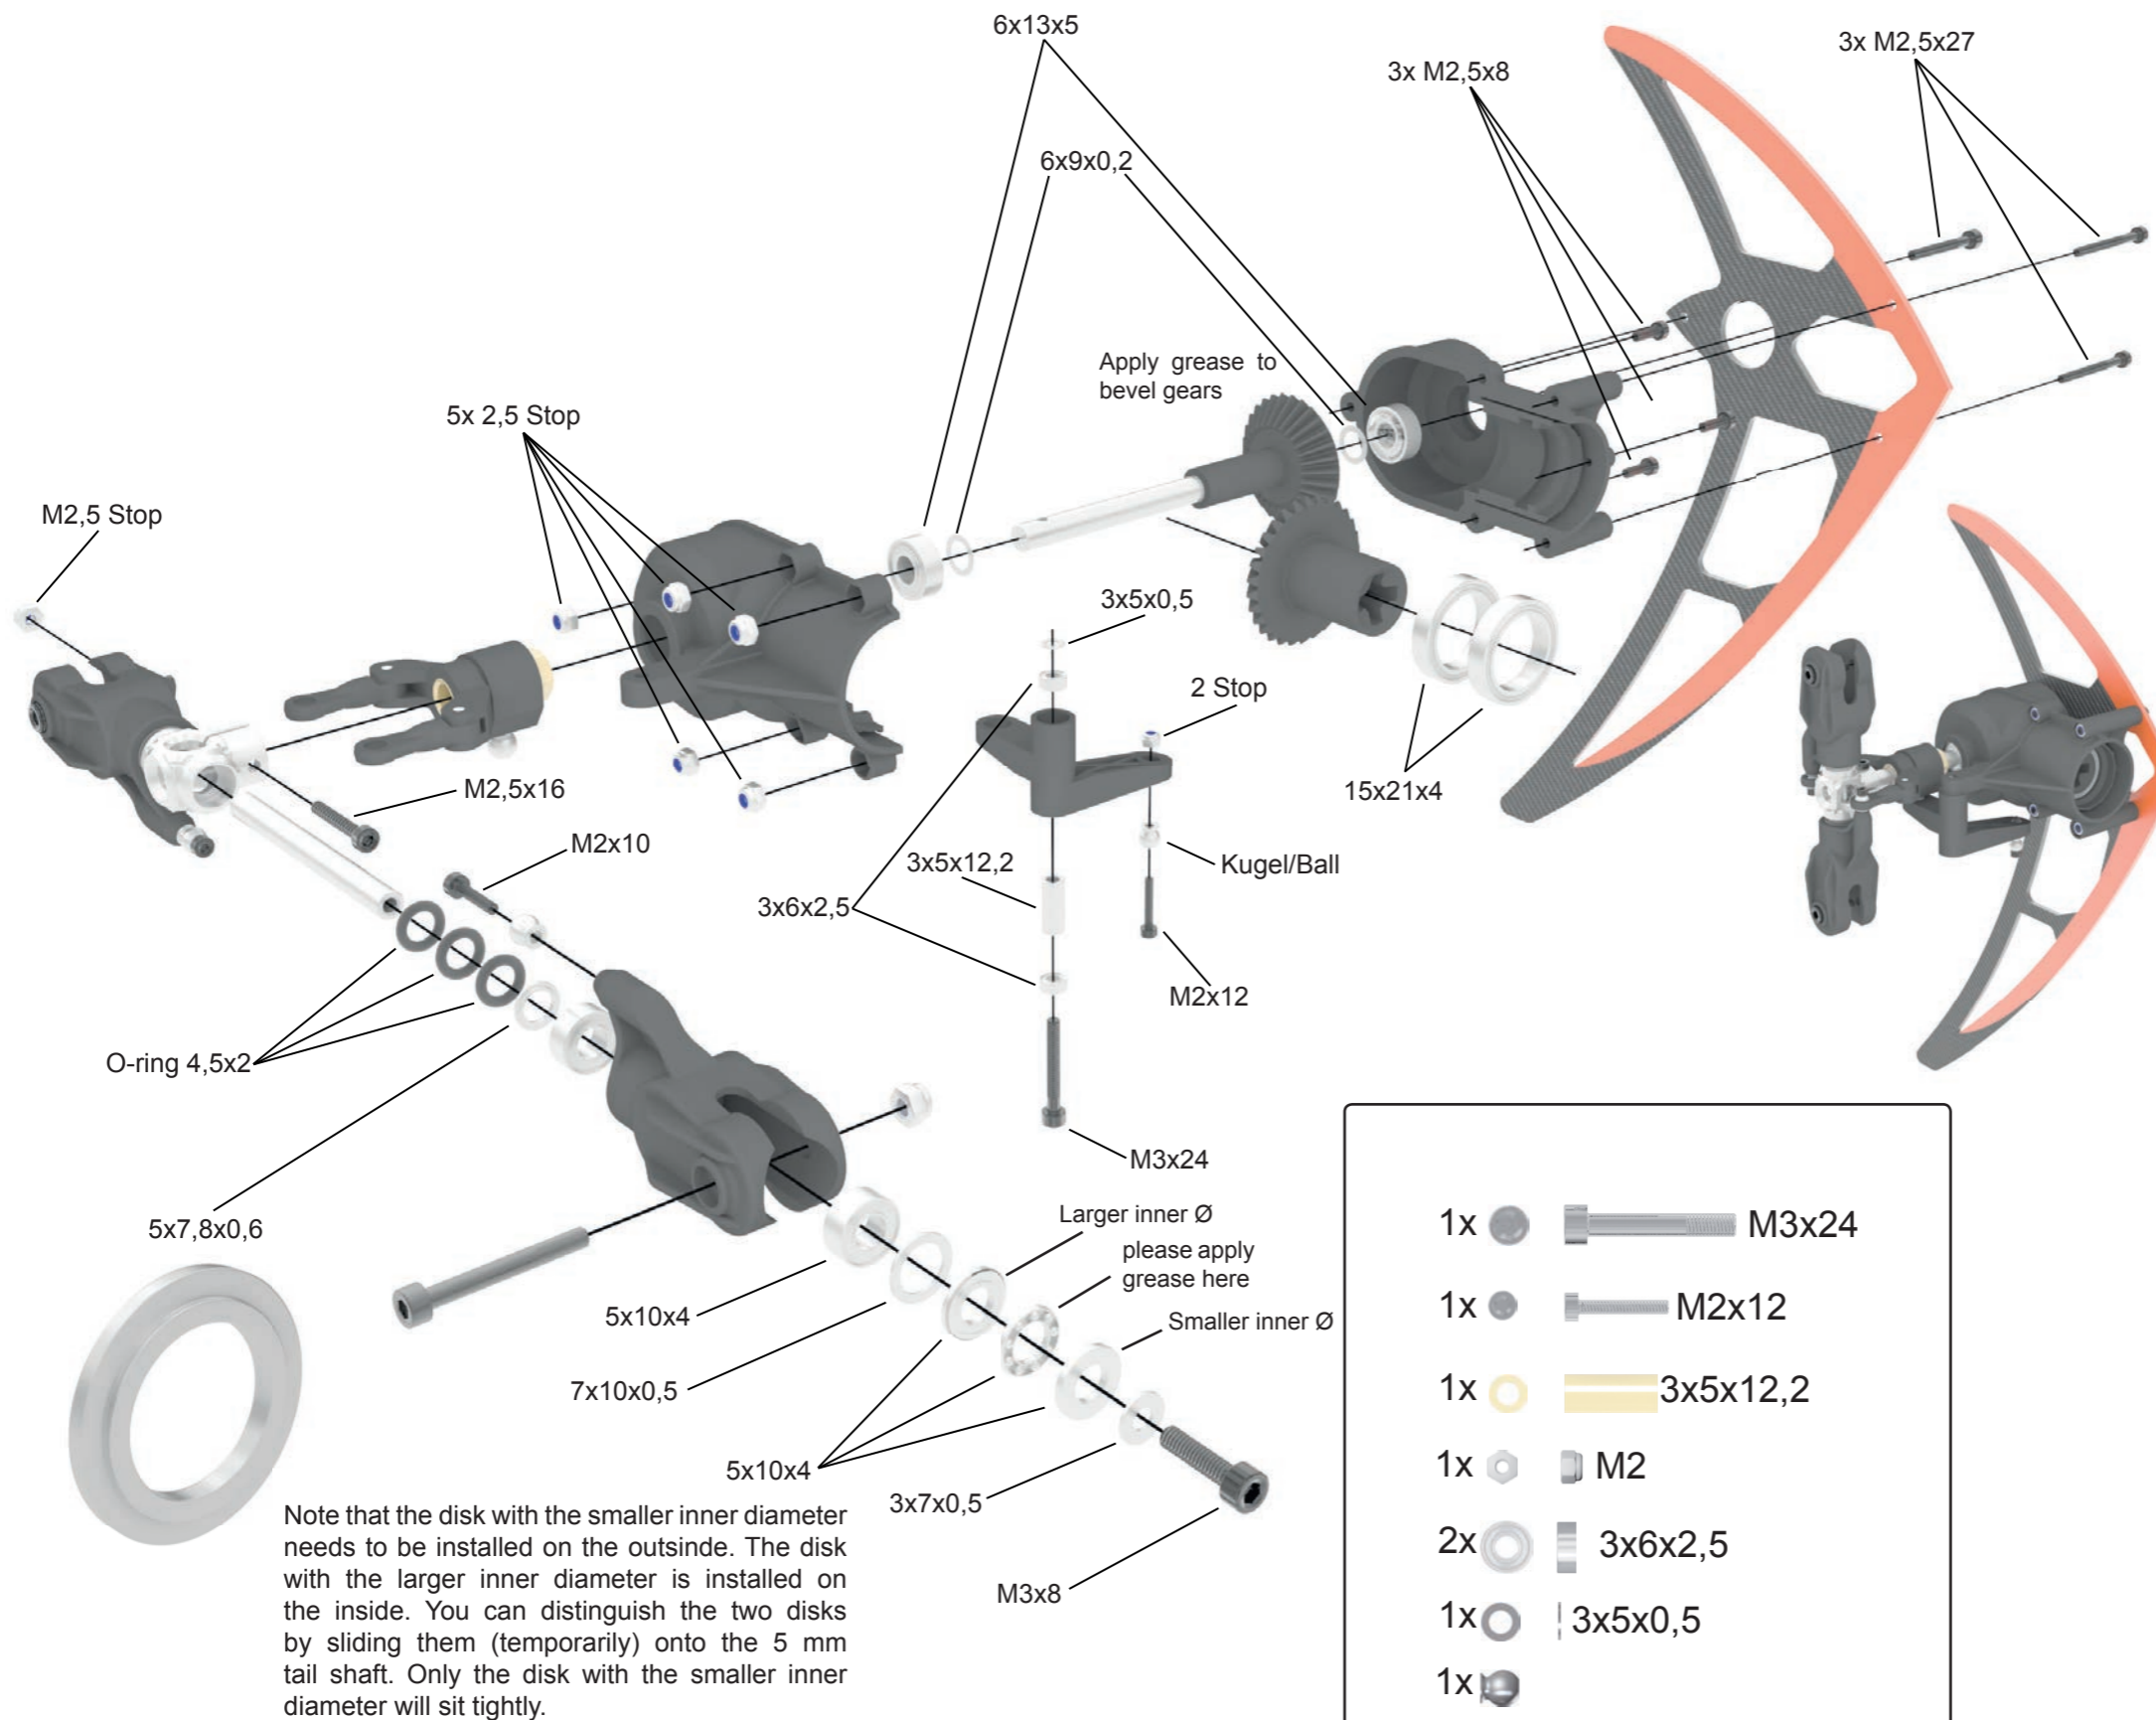 6x13x5
3x M2,5x27
3x M2,5x8
6x9x0,2
Apply grease to
bevel gears
5x 2,5 Stop
M2,5 Stop
3x5x0,5
2 Stop
M2,5x16
15x21x4
M2x10
3x5x12,2
Kugel/Ball
3x6x2,5
M2x12
O-ring 4,5x2
M3x24
5x7,8x0,6
Larger inner Ø
please apply
grease here
5x10x4
Smaller inner Ø
7x10x0,5
5x10x4
3x7x0,5
M3x8
Note that the disk with the smaller inner diameter
needs to be installed on the outsinde. The disk
with the larger inner diameter is installed on
the inside. You can distinguish the two disks
by sliding them (temporarily) onto the 5 mm
tail shaft. Only the disk with the smaller inner
diameter will sit tightly.
1x M3x24
1x M2x12
1x 3x5x12,2
1x M2
2x 3x6x2,5
1x 3x5x0,5
1x